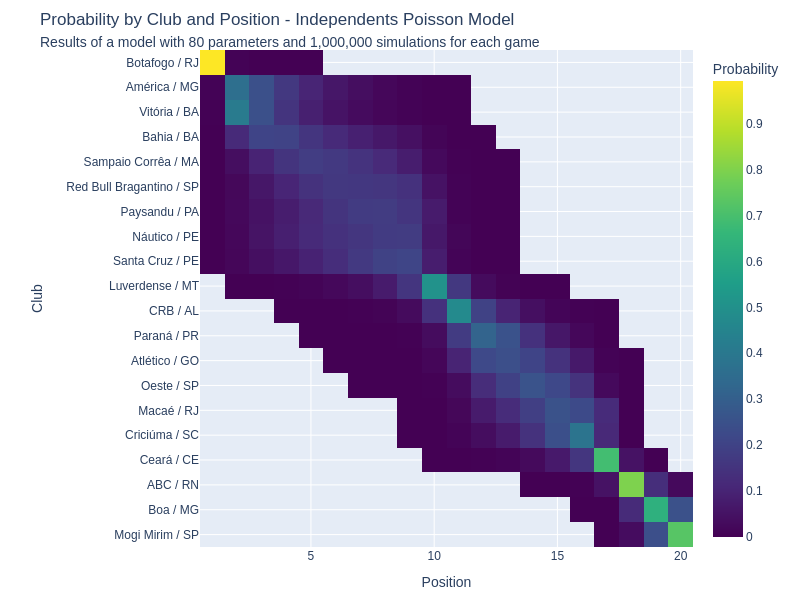 Probability by Club and Position - Independents Poisson Model
Results of a model with 80 parameters and 1,000,000 simulations for each game
Probability
Botafogo / RJ
América / MG
Vitória / BA
Bahia / BA
Sampaio Corrêa / MA
Red Bull Bragantino / SP
Paysandu / PA
Náutico / PE
Santa Cruz / PE
Luverdense / MT
CRB / AL
Paraná / PR
Atlético / GO
Oeste / SP
Macaé / RJ
Criciúma / SC
Ceará / CE
ABC / RN
Boa / MG
Mogi Mirim / SP
Club
5
10
15
20
Position
0.9
0.8
0.7
0.6
0.5
0.4
0.3
0.2
0.1
0